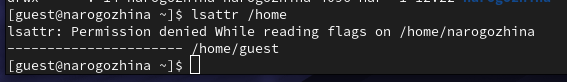 [guest@narogozhina]$ lsattr /home
lsattr: Permission denied While reading flags on /home/narogozhina
---------------------- /home/guest
[guest@narogozhina]$